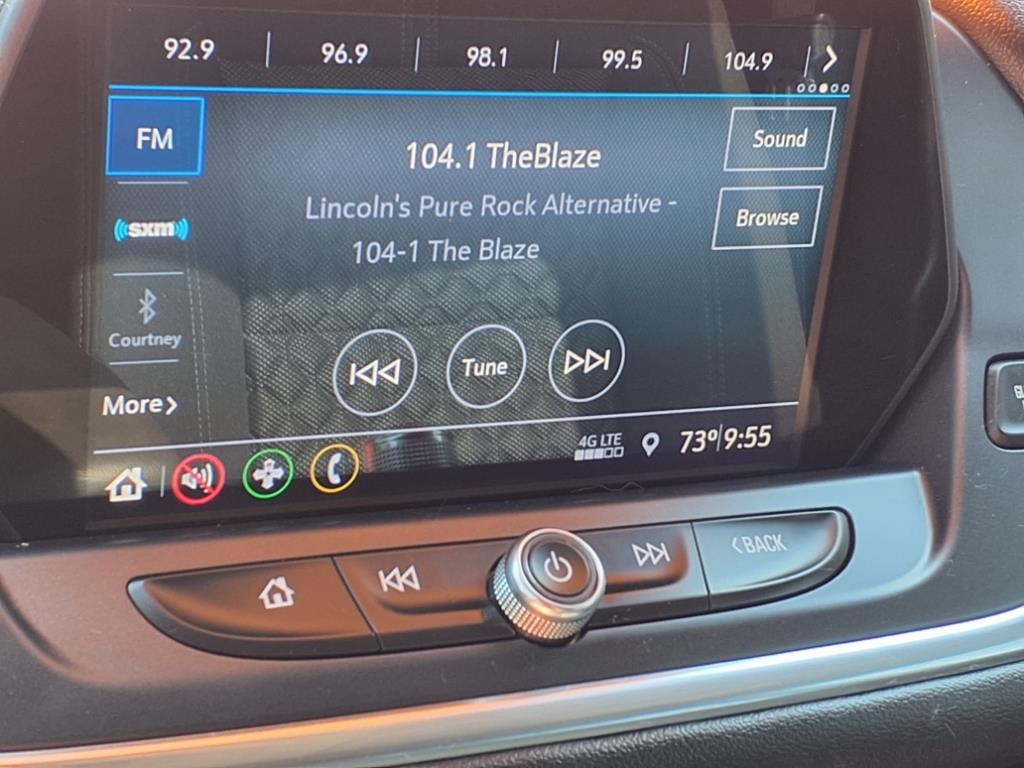 92.9 | 96.9 | 98.1 | 99.5 | 104.9
FM
104.1 TheBlaze
Sound
Lincoln's Pure Rock Alternative -
sxm
Browse
104-1 The Blaze
Courtney
Tune
More
4G LTE
73° 9:55
BACK